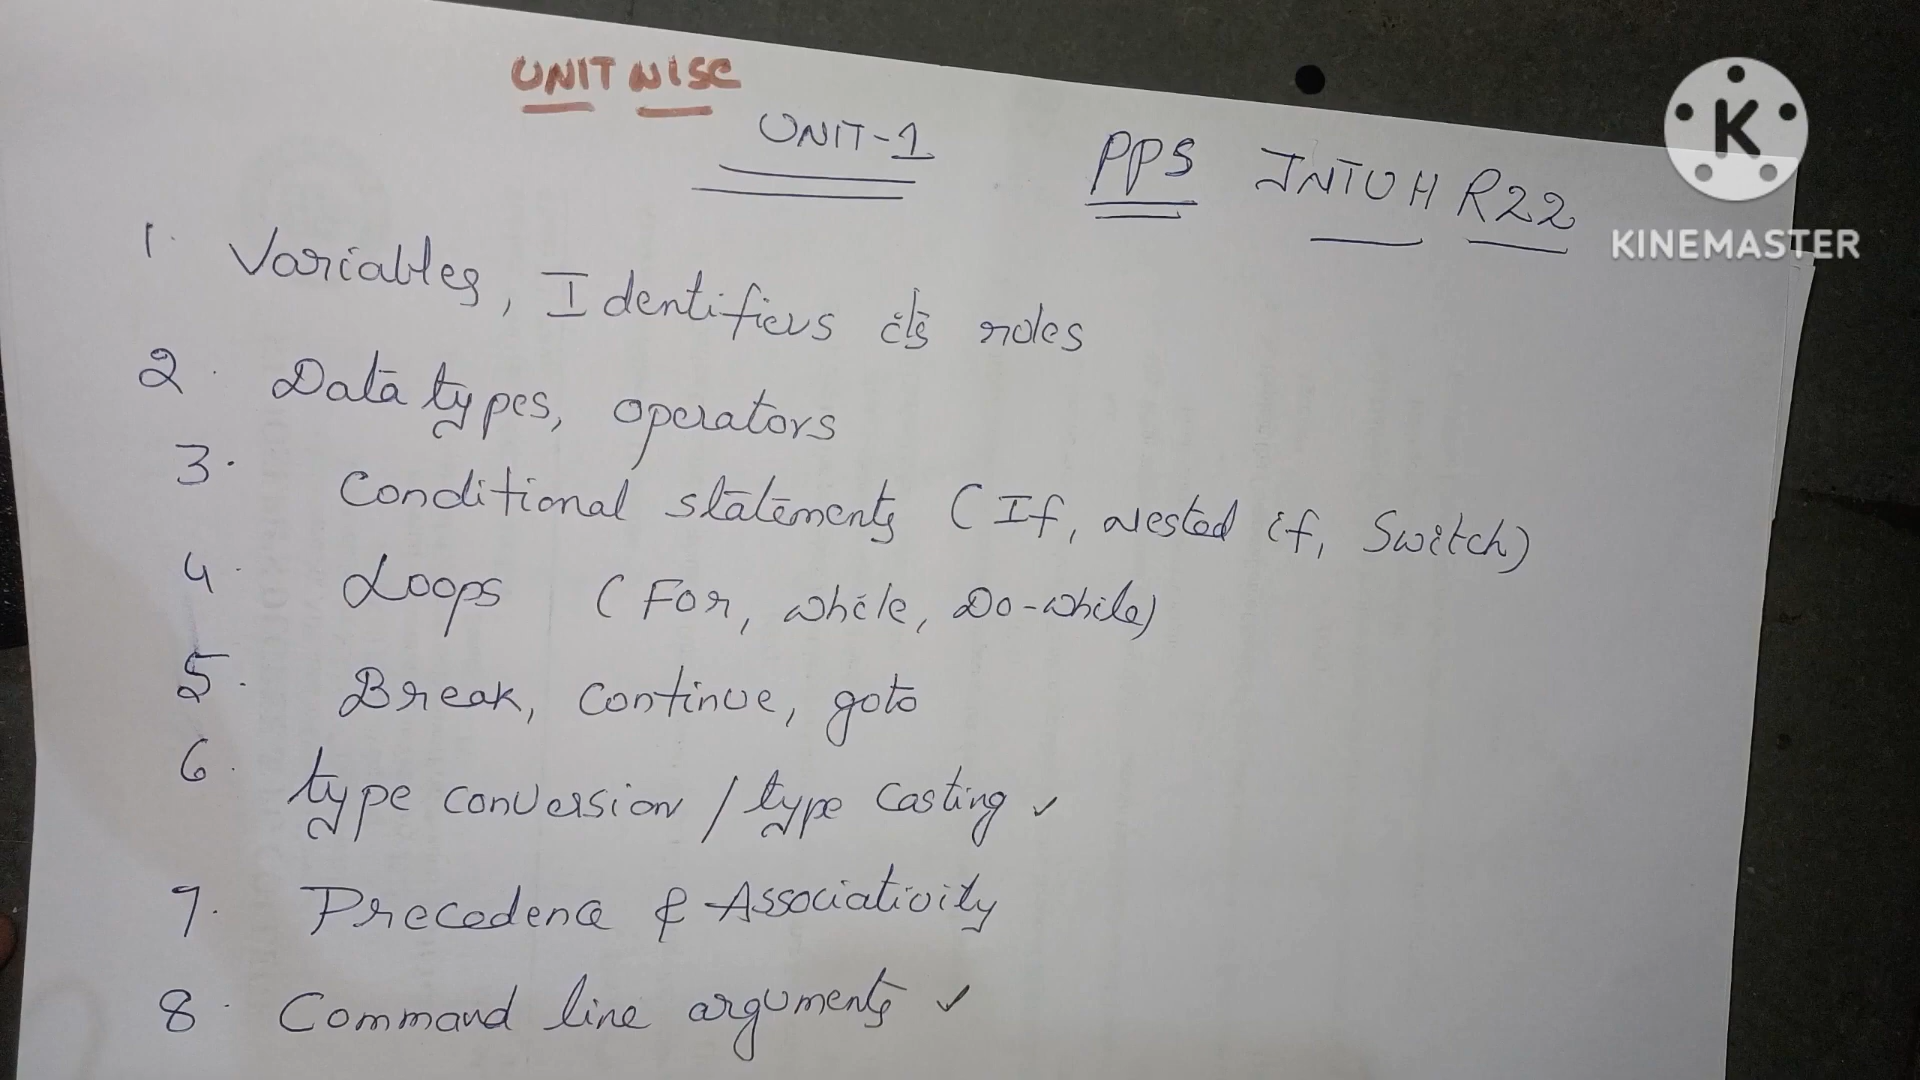 UNIT WISE
UNIT-1
PPS JNTUH R22
K
KINEMASTER
1. Variables, Identifiers it's rules
2. Data types, operators
3. Conditional statements (If, Nested if, Switch)
4. Loops (For, while, Do-while)
5. Break, Continue, goto
6. type conversion / type Casting ✓
7. Precedence & Associativity
8. Command line arguments ✓